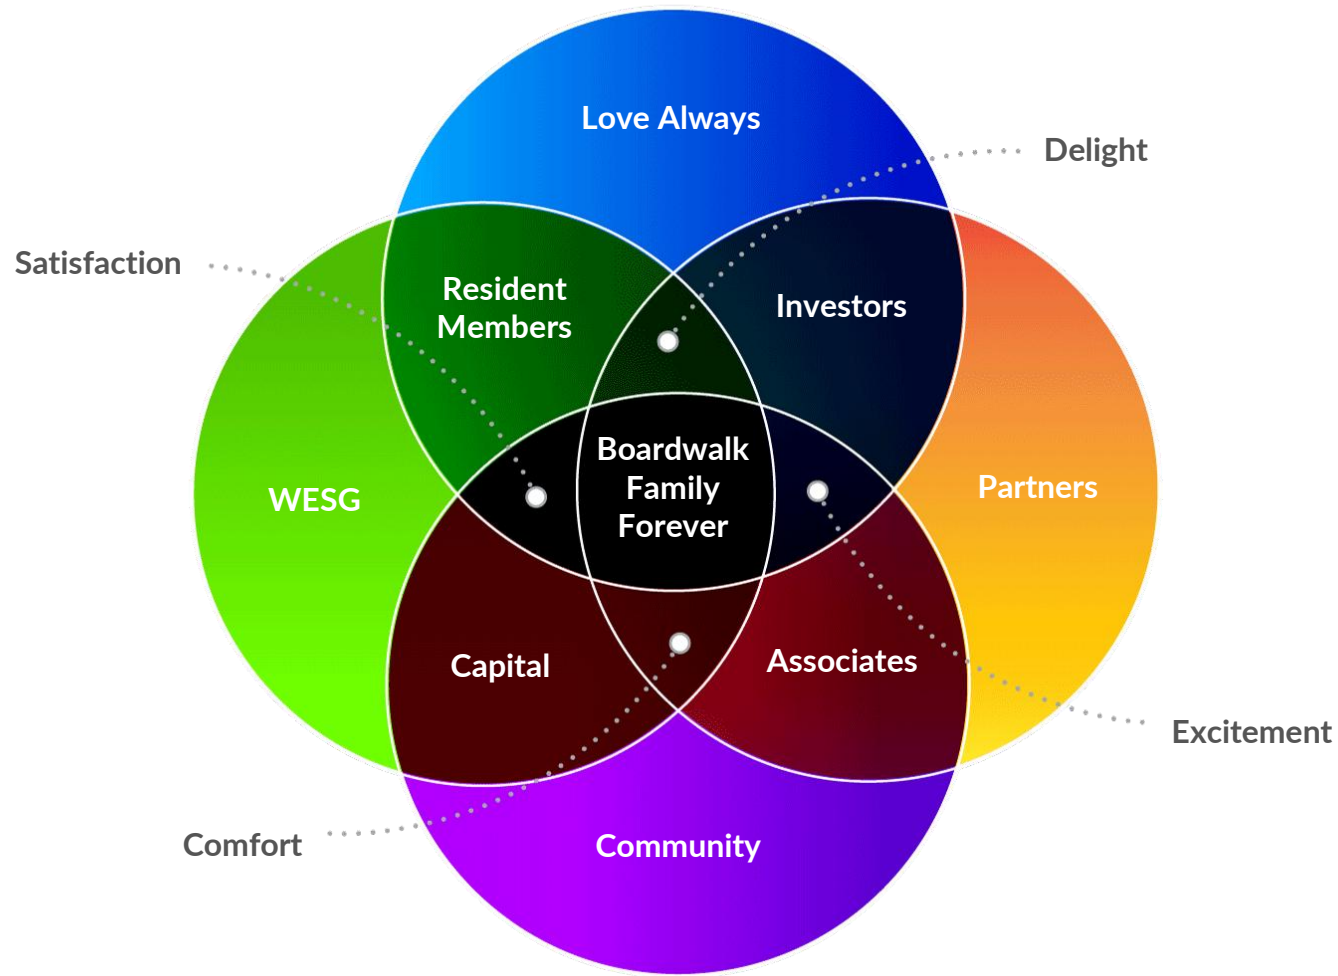 Love Always
Delight
Satisfaction
Resident
Members
Investors
Boardwalk
Family
Forever
WESG
Partners
Capital
Associates
Excitement
Comfort
Community